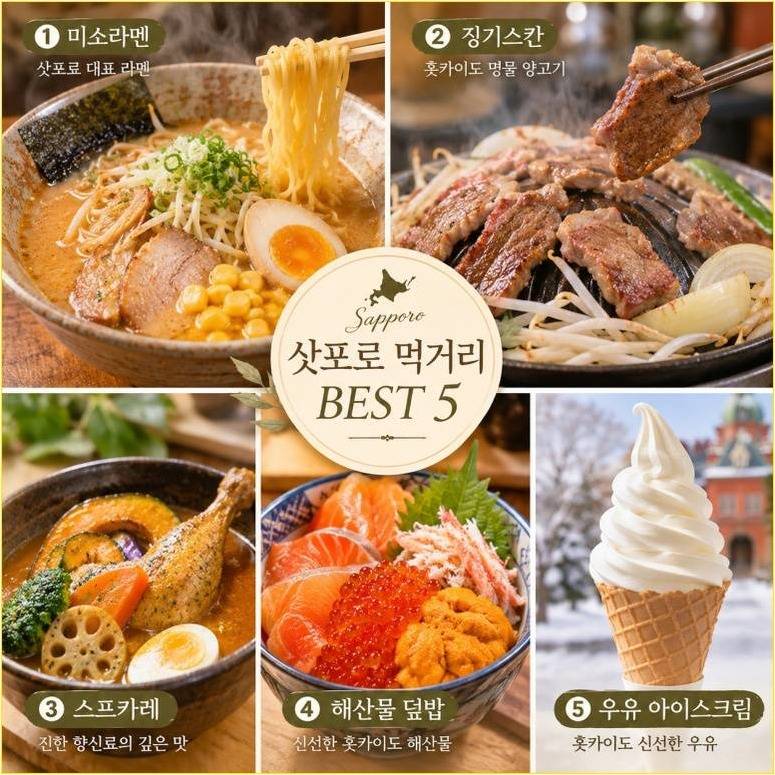 1 미소라멘
삿포로 대표 라멘
2 징기스칸
홋카이도 명물 양고기
Sapporo
삿포로 먹거리
BEST 5
3 스프카레
진한 향신료의 깊은 맛
4 해산물 덮밥
신선한 홋카이도 해산물
5 우유 아이스크림
홋카이도 신선한 우유